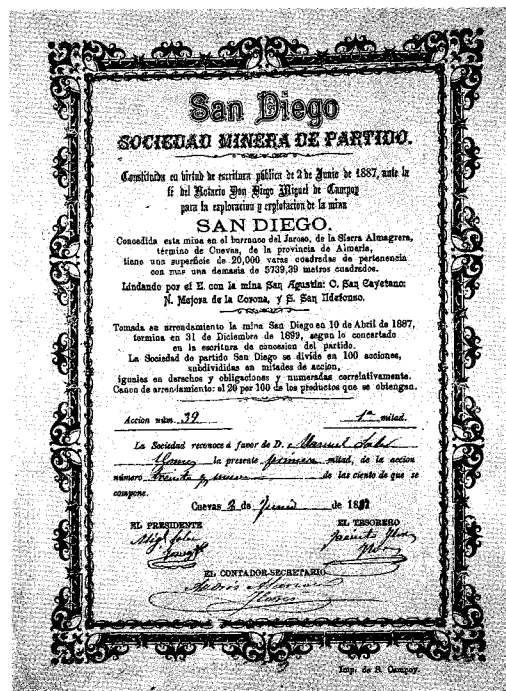 San Diego
SOCIEDAD MINERA DE PARTIDO.
Constituida en virtud de escritura pública de 2 de Junio de 1887, ante la
fé del Notario Don Diego Miguel de Campoy
para la exploracion y explotacion de la mina
SAN DIEGO.
Concedida esta mina en el barranco del Jaroso, de la Sierra Almagrera,
término de Cuevas, de la provincia de Almería,
tiene una superficie de 20,000 varas cuadradas de pertenencia
con mas una demasía de 5739,39 metros cuadrados.
Lindando por el E. con la mina San Agustin: O. San Cayetano:
N. Mejora de la Corona, y S. San Ildefonso.
Tomada en arrendamiento la mina San Diego en 10 de Abril de 1887,
termina en 31 de Diciembre de 1899, segun lo concertado
en la escritura de concesion del partido.
La Sociedad de partido San Diego se divide en 100 acciones,
subdivididas en mitades de accion,
iguales en derechos y obligaciones y numeradas correlativamente.
Canon de arrendamiento: el 20 por 100 de los productos que se obtengan.
Accion núm. 39 1ª mitad.
La Sociedad reconoce á favor de D. Manuel Soler
la presente primera mitad, de la accion
número treinta y nueve de las ciento de que se
compone.
Cuevas 2 de Junio de 1887
EL PRESIDENTE EL TESORERO
EL CONTADOR-SECRETARIO
Imp. de B. Campoy.